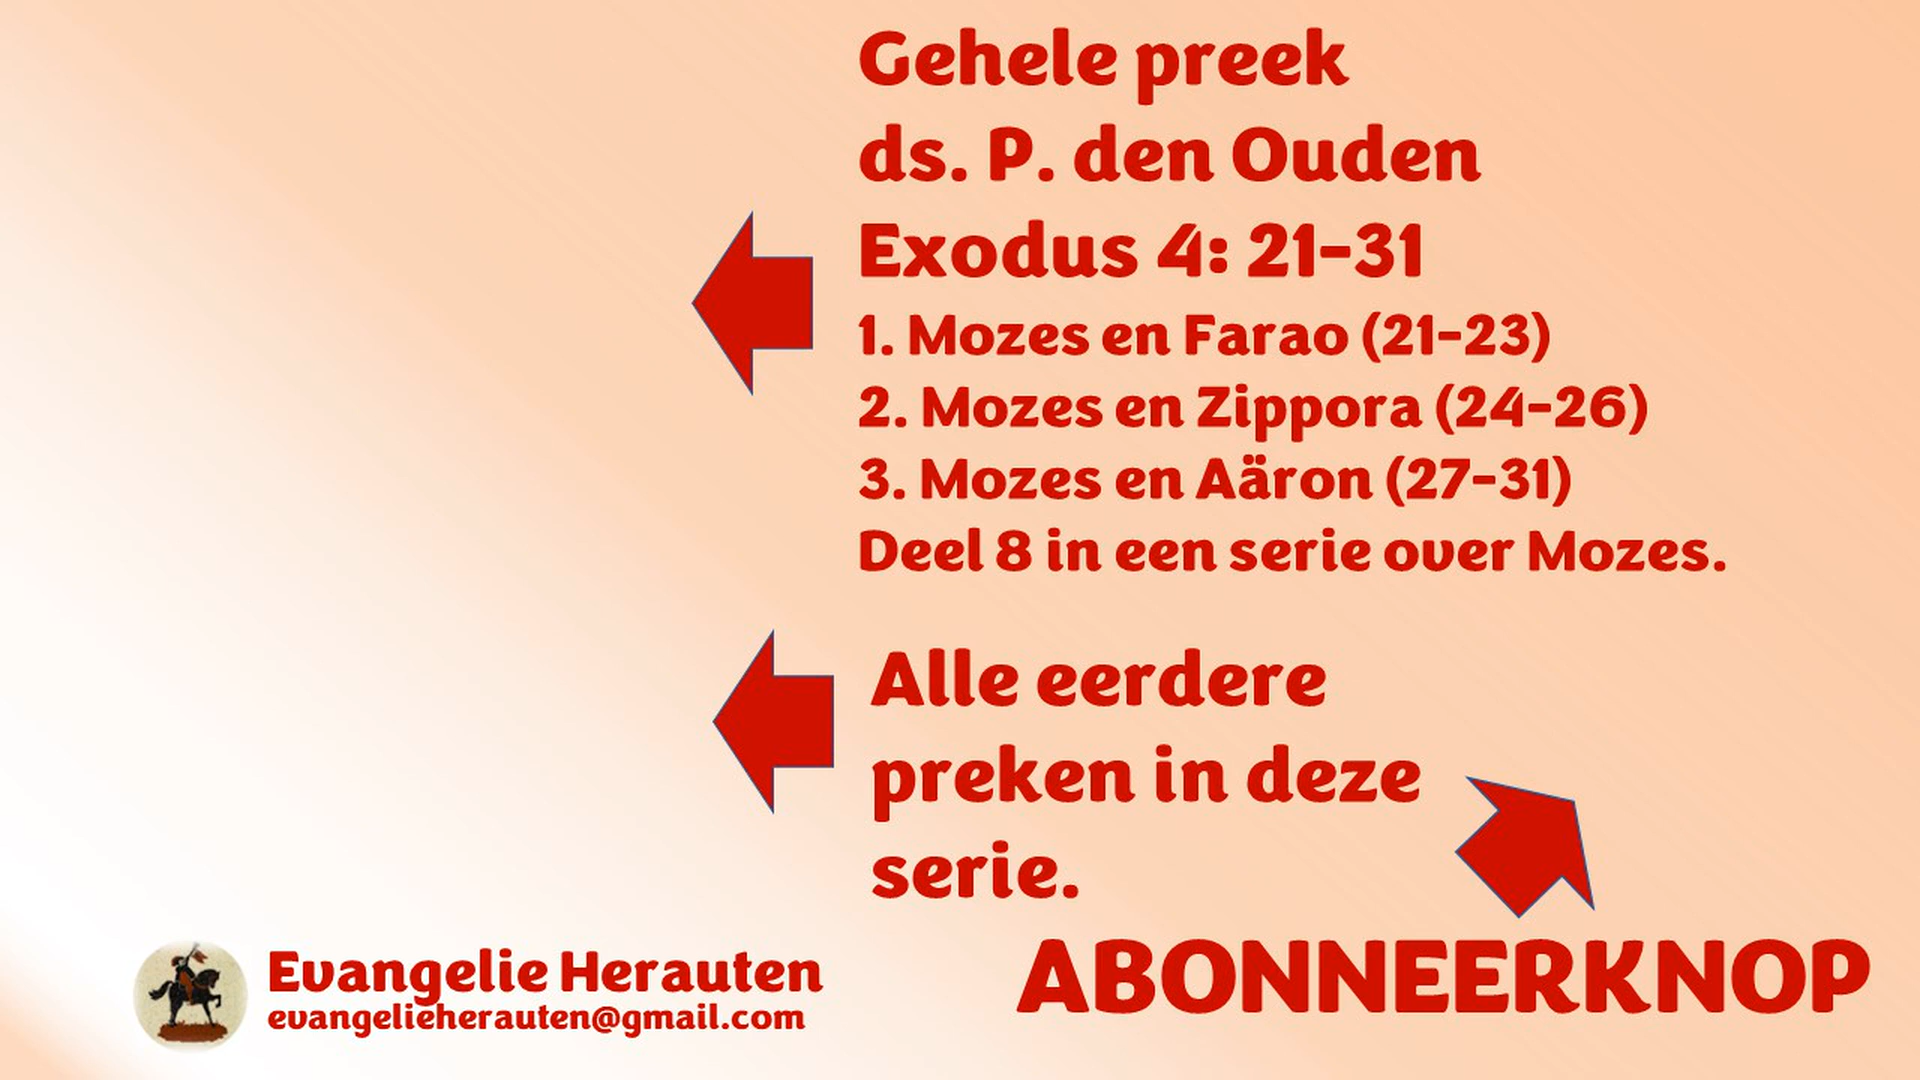 Gehele preek
ds. P. den Ouden
Exodus 4: 21-31
1. Mozes en Farao (21-23)
2. Mozes en Zippora (24-26)
3. Mozes en Aäron (27-31)
Deel 8 in een serie over Mozes.
Alle eerdere
preken in deze
serie.
ABONNEERKNOP
Evangelie Herauten
evangelieherauten@gmail.com